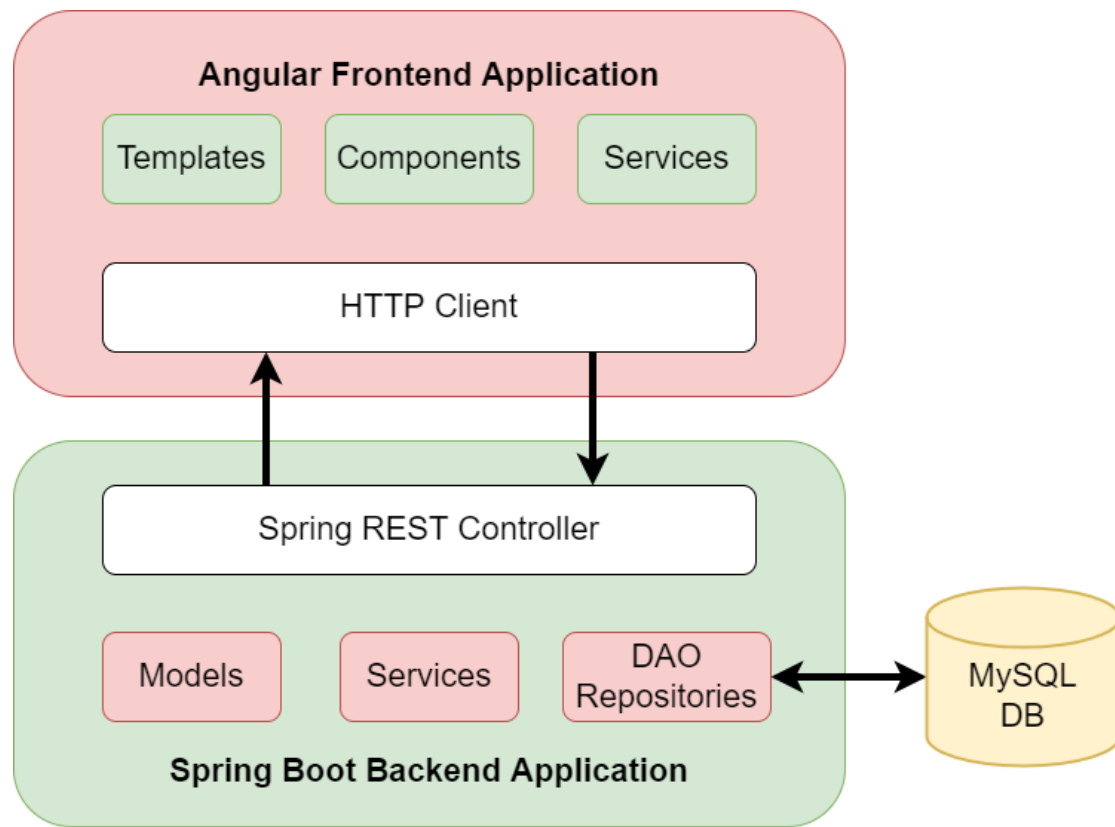 Angular Frontend Application
Templates
Components
Services
HTTP Client
Spring REST Controller
Models
Services
DAO
Repositories
MySQL
DB
Spring Boot Backend Application